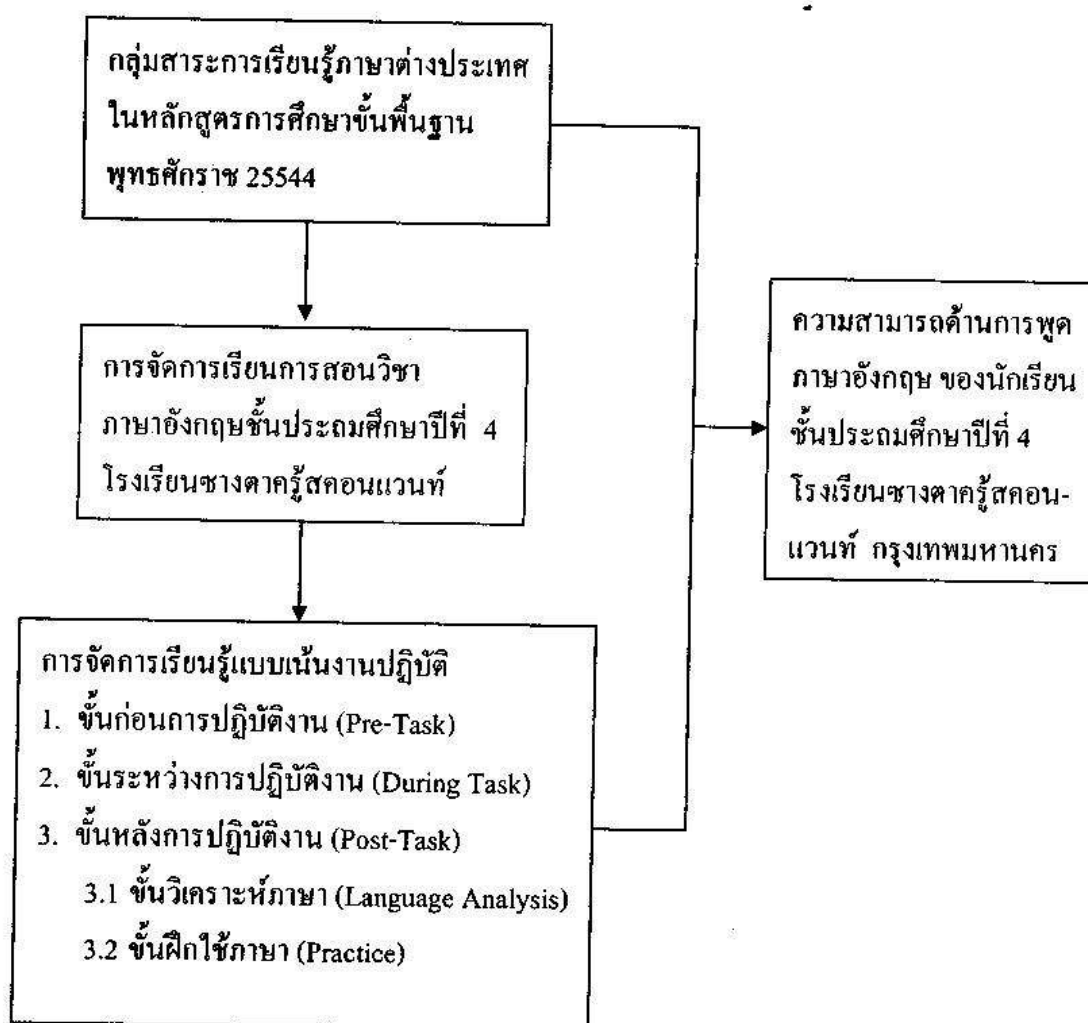 กลุ่มสาระการเรียนรู้ภาษาต่างประเทศ
ในหลักสูตรการศึกษาขั้นพื้นฐาน
พุทธศักราช 25544
การจัดการเรียนการสอนวิชา
ภาษาอังกฤษชั้นประถมศึกษาปีที่ 4
โรงเรียนซางตาครู้สคอนแวนท์
การจัดการเรียนรู้แบบเน้นงานปฏิบัติ
1. ขั้นก่อนการปฏิบัติงาน (Pre-Task)
2. ขั้นระหว่างการปฏิบัติงาน (During Task)
3. ขั้นหลังการปฏิบัติงาน (Post-Task)
3.1 ขั้นวิเคราะห์ภาษา (Language Analysis)
3.2 ขั้นฝึกใช้ภาษา (Practice)
ความสามารถด้านการพูด
ภาษาอังกฤษ ของนักเรียน
ชั้นประถมศึกษาปีที่ 4
โรงเรียนซางตาครู้สคอน-
แวนท์ กรุงเทพมหานคร